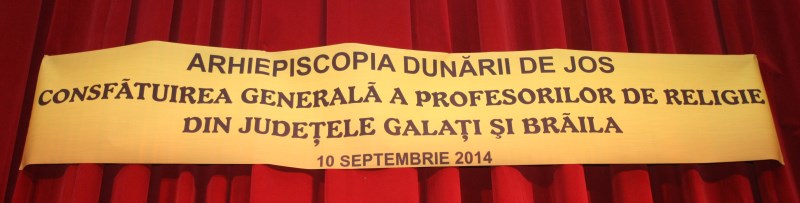 ARHIEPISCOPIA DUNĂRII DE JOS
CONSFĂTUIREA GENERALĂ A PROFESORILOR DE RELIGIE
DIN JUDEȚELE GALAȚI ȘI BRĂILA
10 SEPTEMBRIE 2014